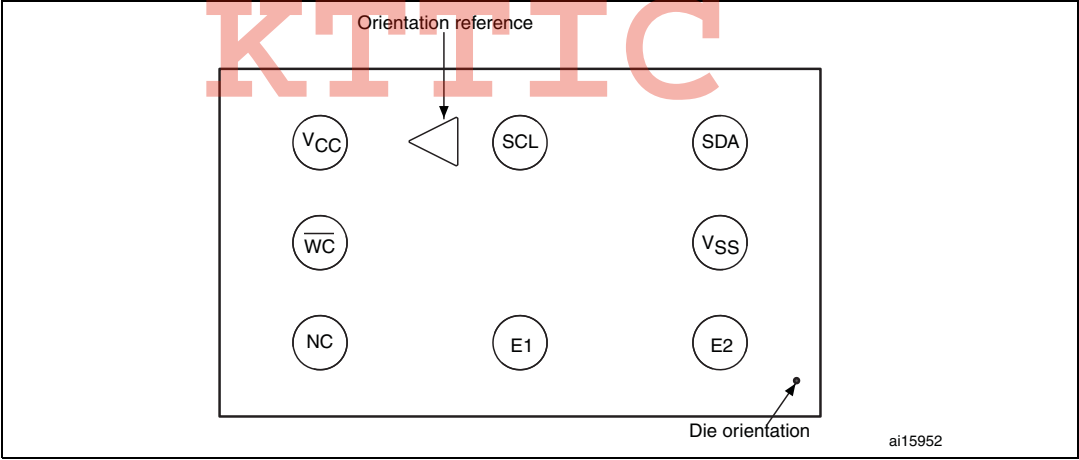 KTTIC
Orientation reference
VCC SCL SDA
WC VSS
NC E1 E2
Die orientation
ai15952